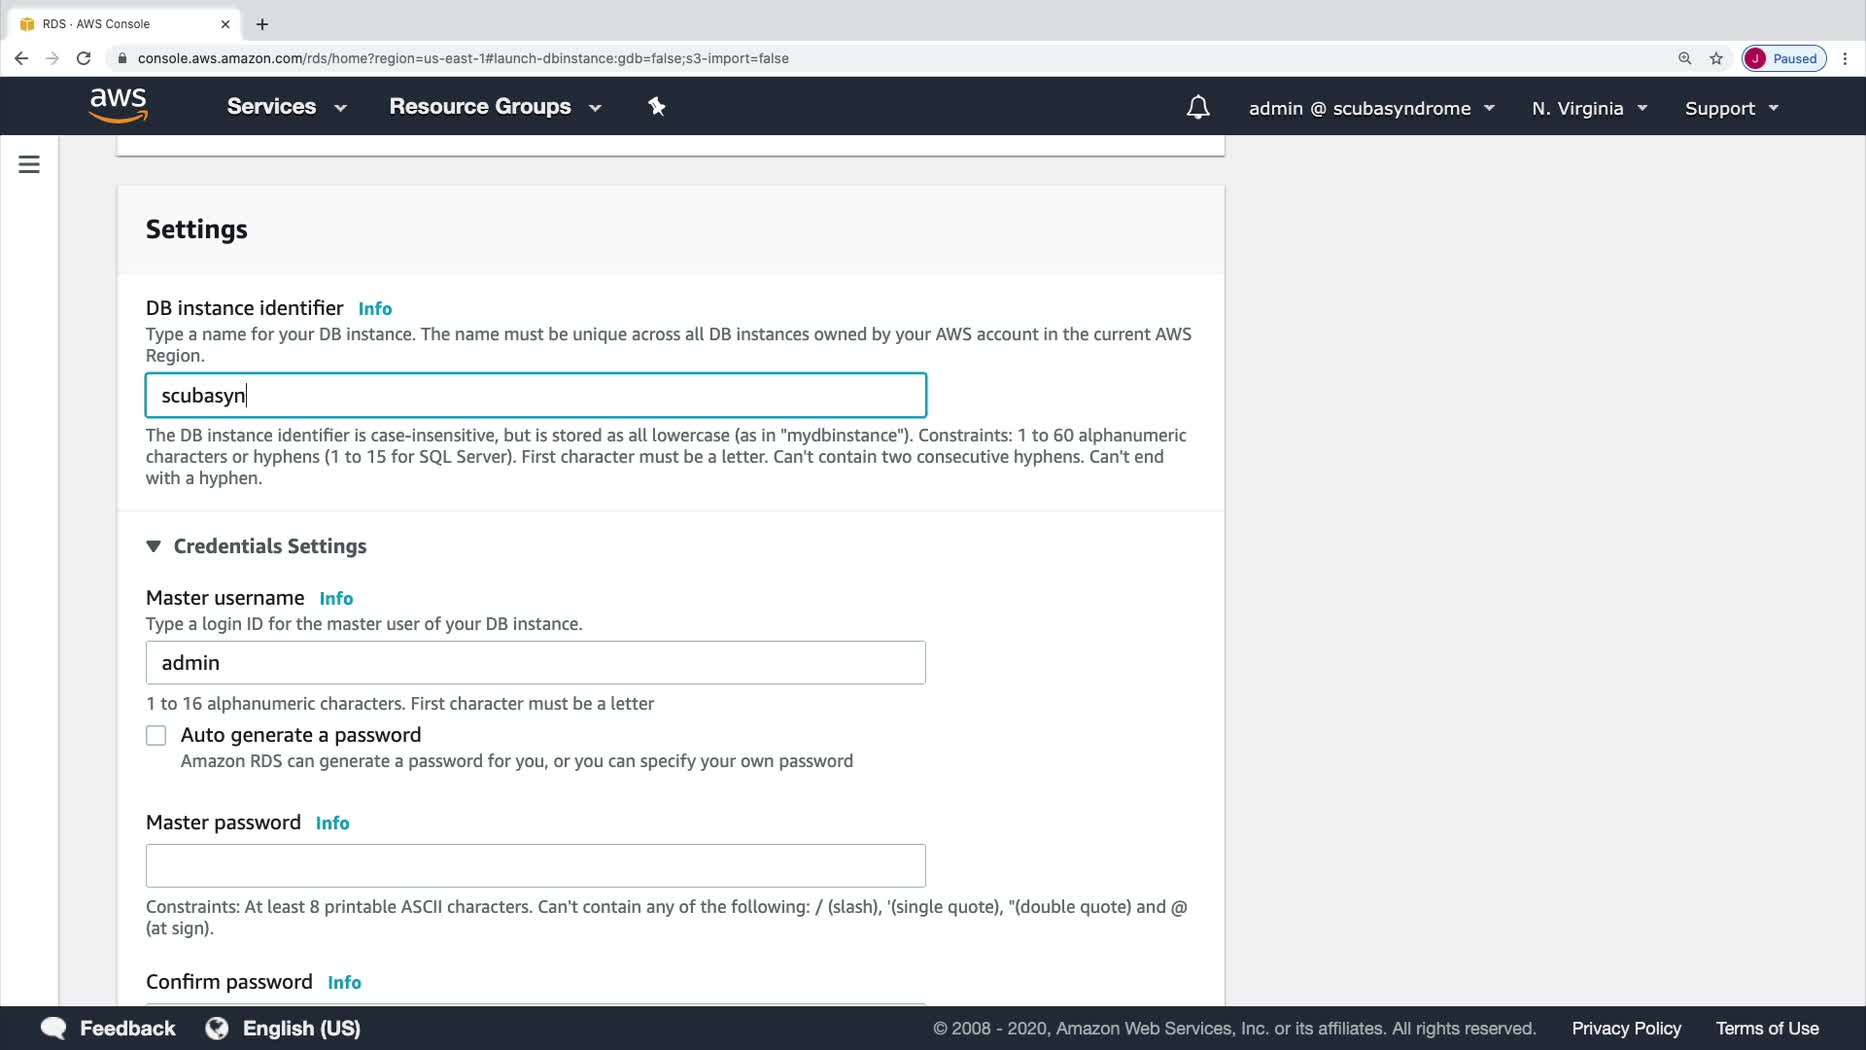 RDS · AWS Console
console.aws.amazon.com/rds/home?region=us-east-1#launch-dbinstance:gdb=false;s3-import=false
J Paused
aws Services Resource Groups admin @ scubasyndrome N. Virginia Support
Settings
DB instance identifier Info
Type a name for your DB instance. The name must be unique across all DB instances owned by your AWS account in the current AWS
Region.
scubasyn
The DB instance identifier is case-insensitive, but is stored as all lowercase (as in "mydbinstance"). Constraints: 1 to 60 alphanumeric
characters or hyphens (1 to 15 for SQL Server). First character must be a letter. Can't contain two consecutive hyphens. Can't end
with a hyphen.
Credentials Settings
Master username Info
Type a login ID for the master user of your DB instance.
admin
1 to 16 alphanumeric characters. First character must be a letter
Auto generate a password
Amazon RDS can generate a password for you, or you can specify your own password
Master password Info
Constraints: At least 8 printable ASCII characters. Can't contain any of the following: / (slash), '(single quote), "(double quote) and @
(at sign).
Confirm password Info
Feedback English (US) © 2008 - 2020, Amazon Web Services, Inc. or its affiliates. All rights reserved. Privacy Policy Terms of Use